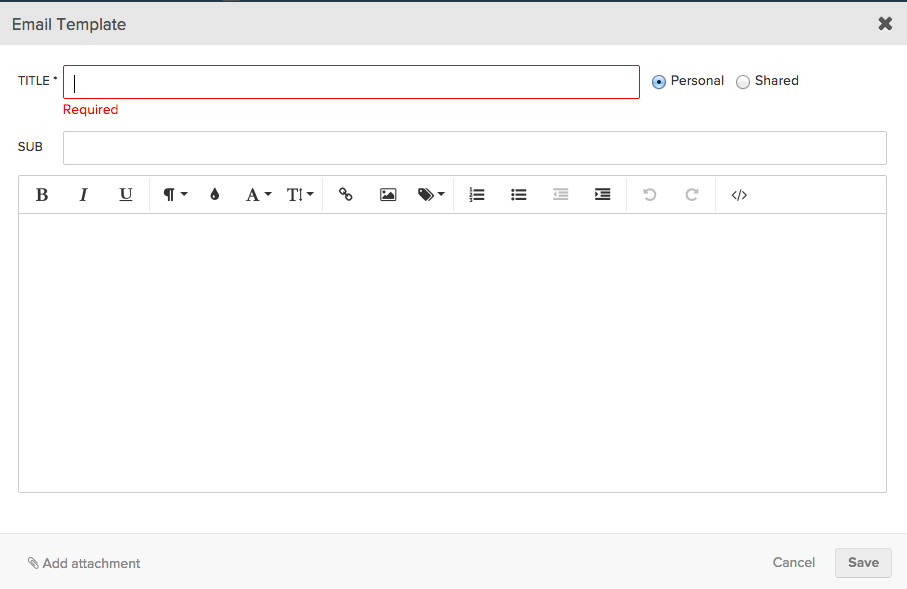 Email Template
TITLE *
Personal
Shared
Required
SUB
B I U ¶ A T </>
Add attachment
Cancel
Save